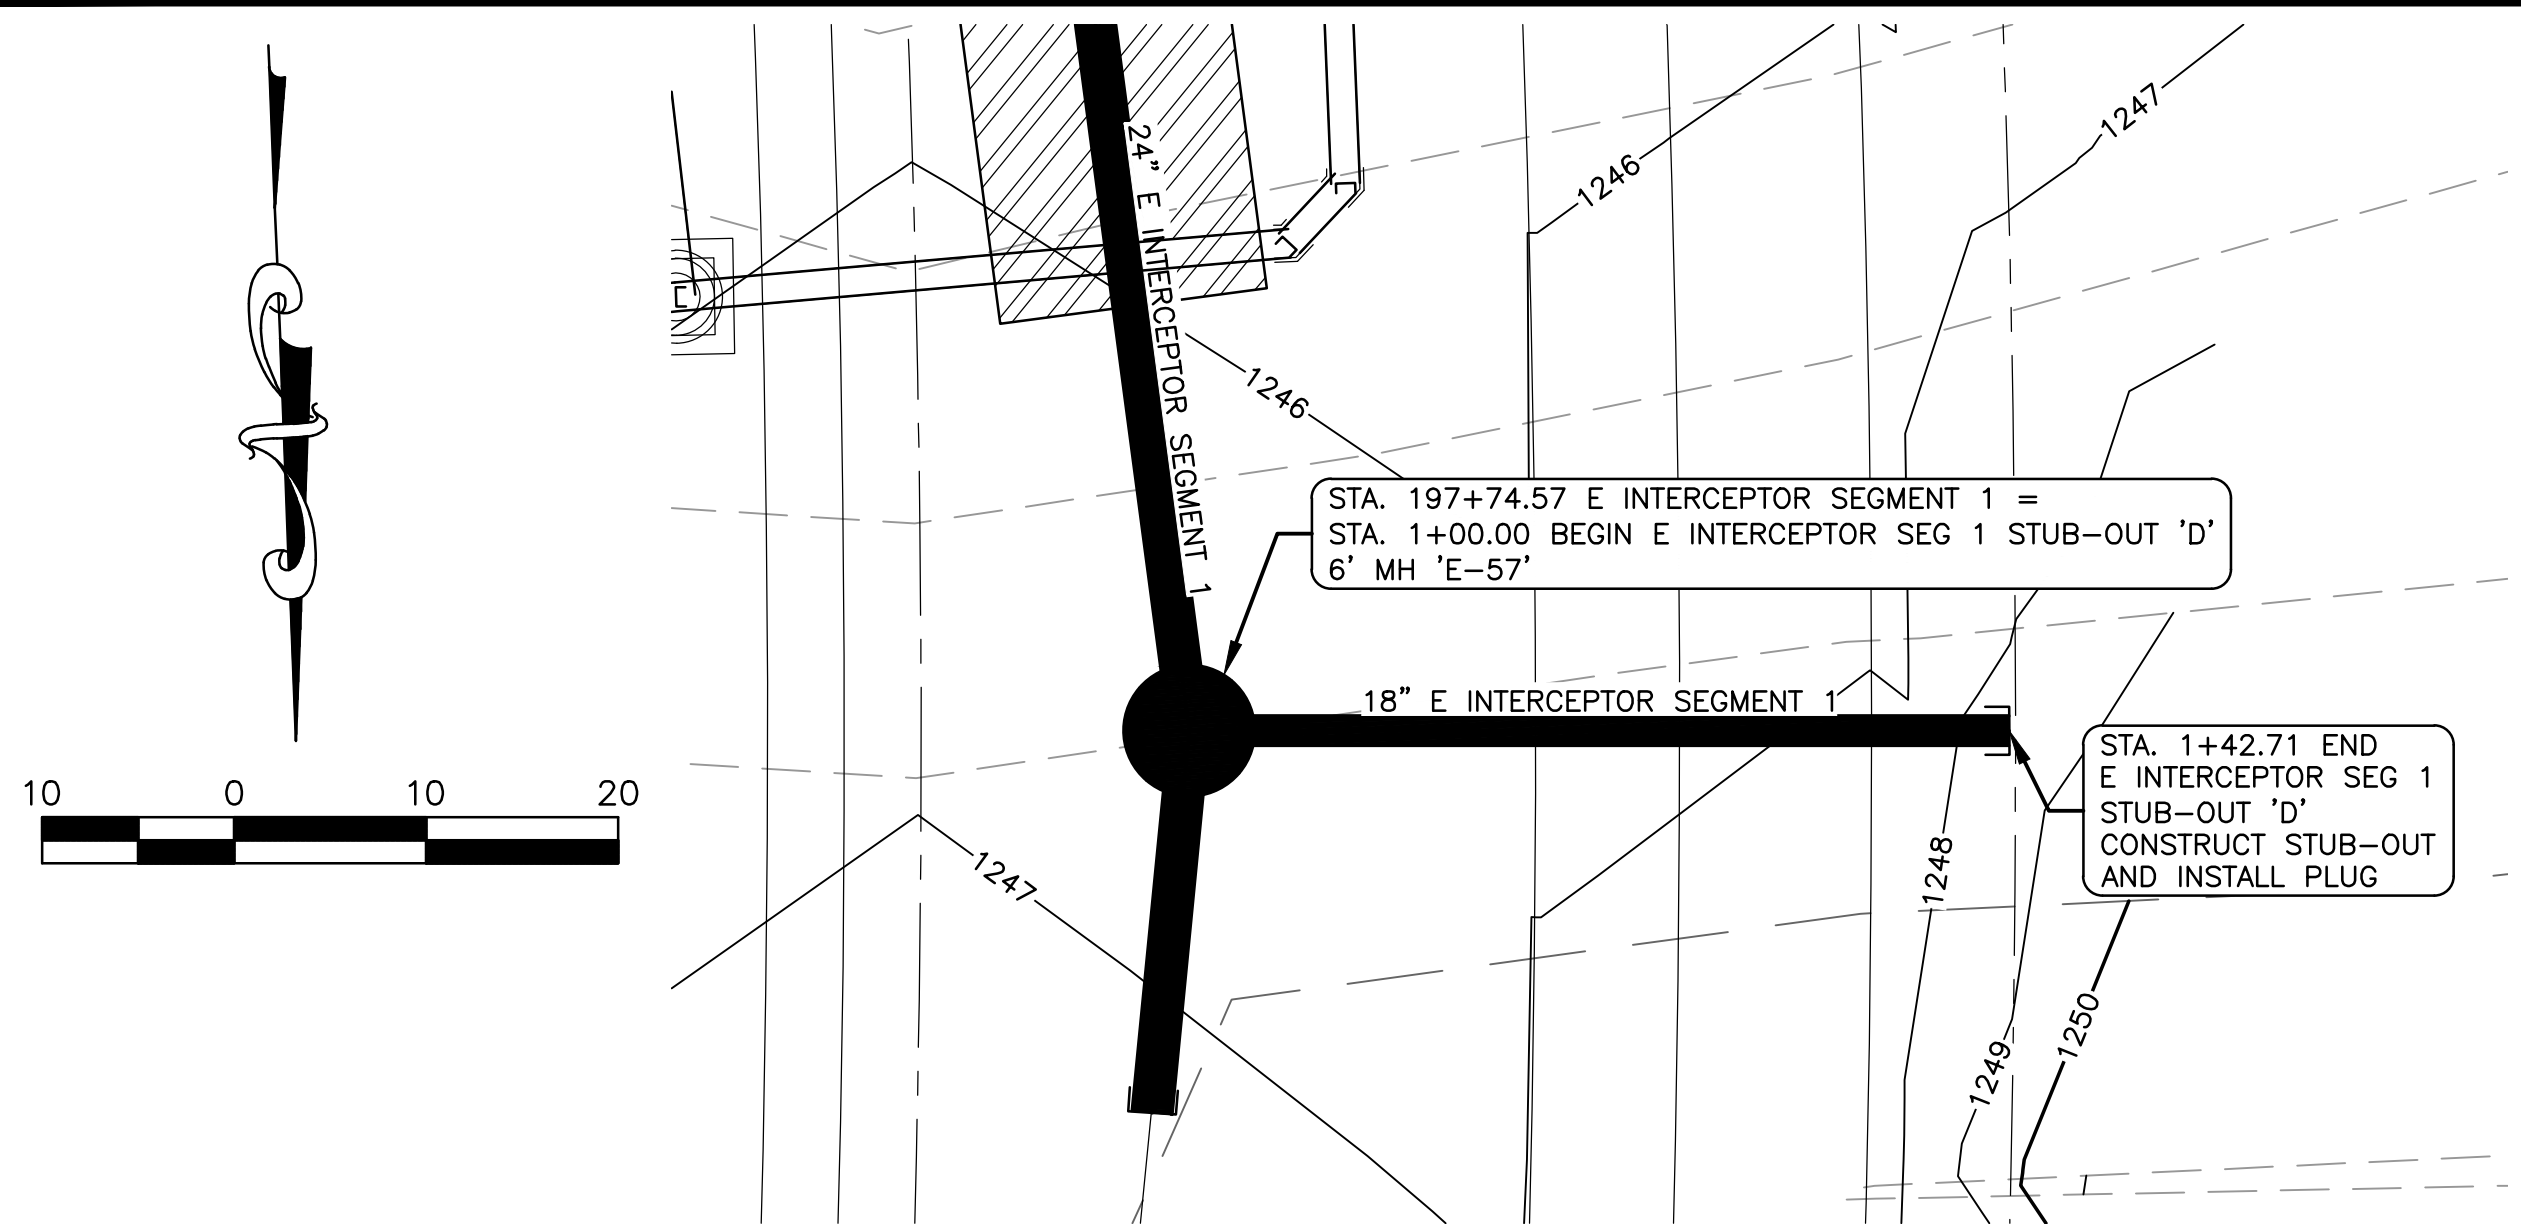 1247
1246
24" E INTERCEPTOR SEGMENT 1
1246
STA. 197+74.57 E INTERCEPTOR SEGMENT 1 =
STA. 1+00.00 BEGIN E INTERCEPTOR SEG 1 STUB-OUT 'D'
6' MH 'E-57'
18" E INTERCEPTOR SEGMENT 1
STA. 1+42.71 END
E INTERCEPTOR SEG 1
STUB-OUT 'D'
CONSTRUCT STUB-OUT
AND INSTALL PLUG
10 0 10 20
1247
1248
1249
1250